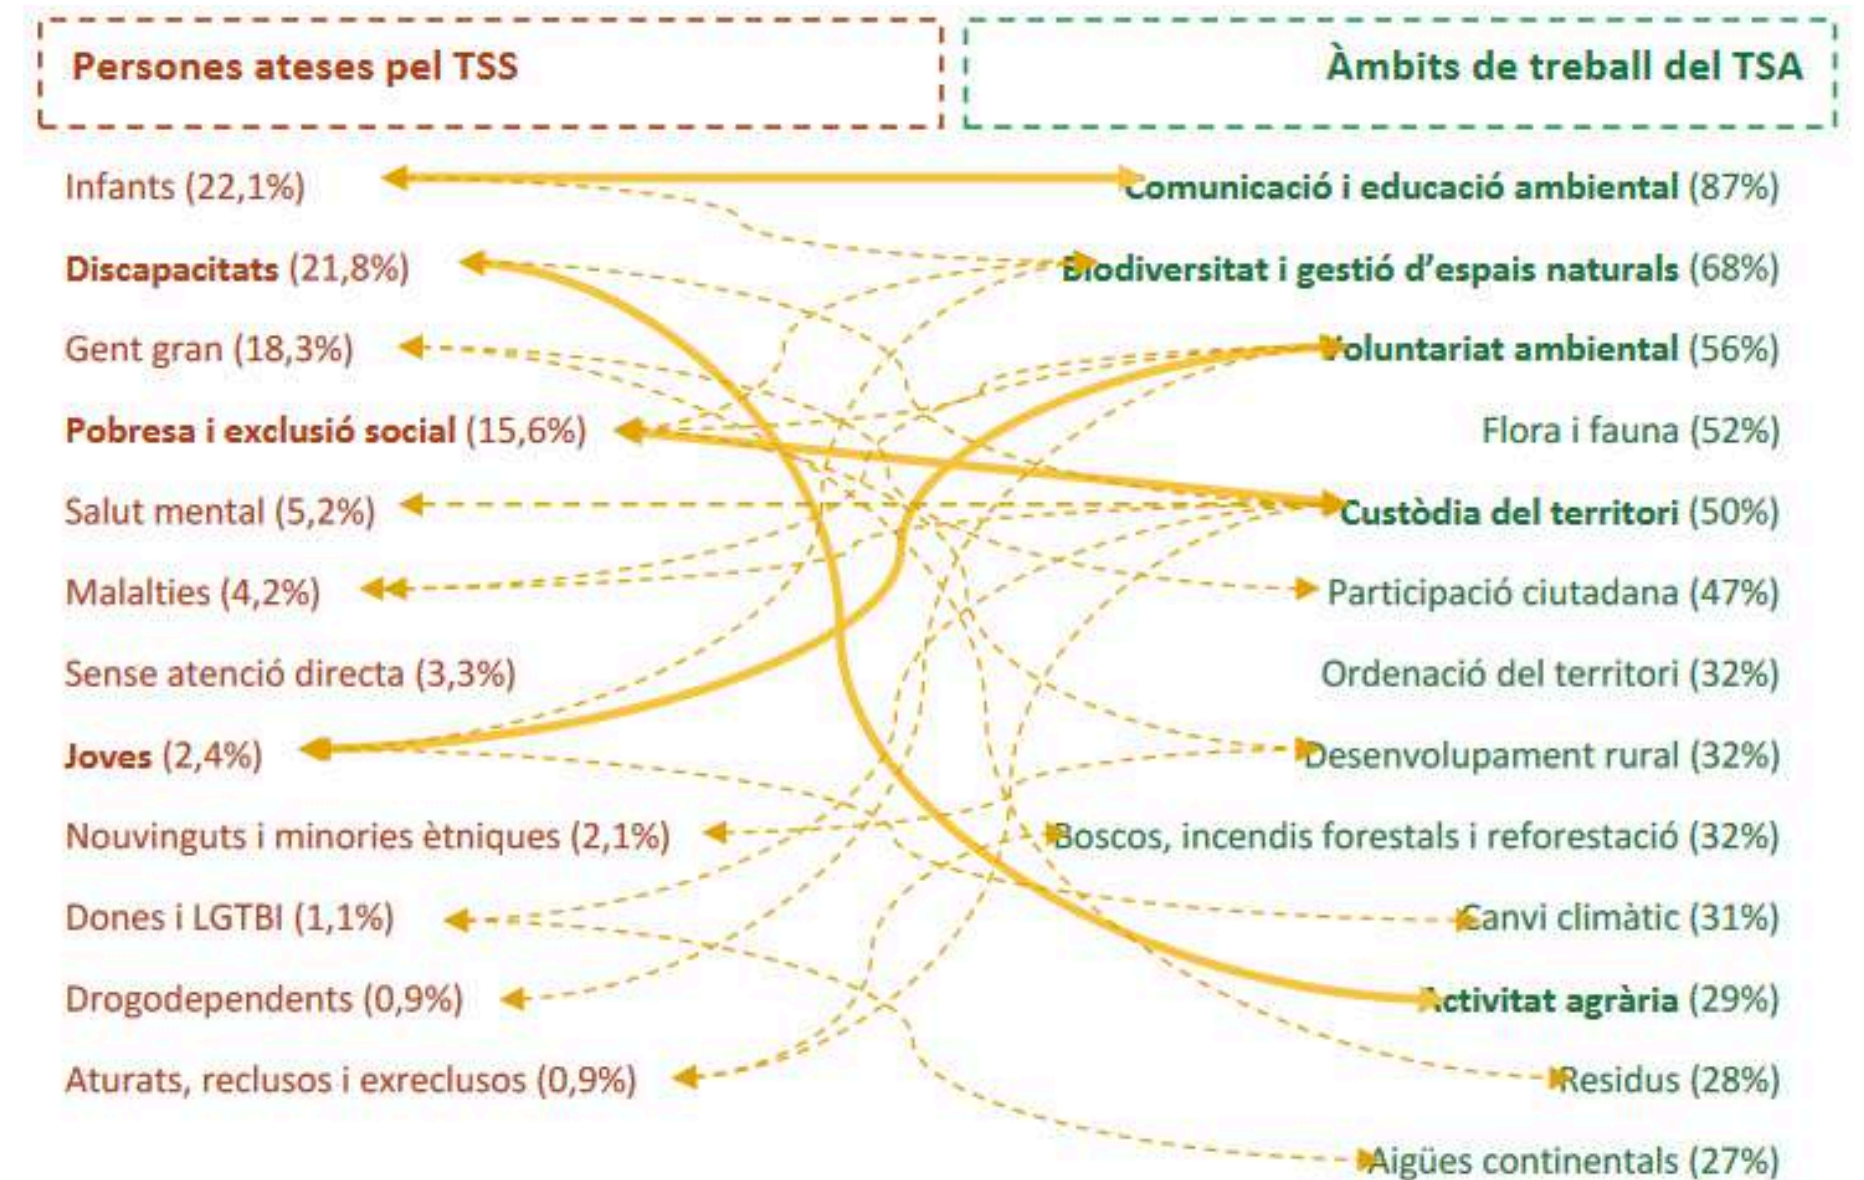 Persones ateses pel TSS
Àmbits de treball del TSA
Infants (22,1%)
Comunicació i educació ambiental (87%)
Discapacitats (21,8%)
Biodiversitat i gestió d'espais naturals (68%)
Gent gran (18,3%)
Voluntariat ambiental (56%)
Pobresa i exclusió social (15,6%)
Flora i fauna (52%)
Salut mental (5,2%)
Custòdia del territori (50%)
Malalties (4,2%)
Participació ciutadana (47%)
Sense atenció directa (3,3%)
Ordenació del territori (32%)
Joves (2,4%)
Desenvolupament rural (32%)
Nouvinguts i minories ètniques (2,1%)
Boscos, incendis forestals i reforestació (32%)
Dones i LGTBI (1,1%)
Canvi climàtic (31%)
Drogodependents (0,9%)
Activitat agrària (29%)
Aturats, reclusos i exreclusos (0,9%)
Residus (28%)
Aigües continentals (27%)